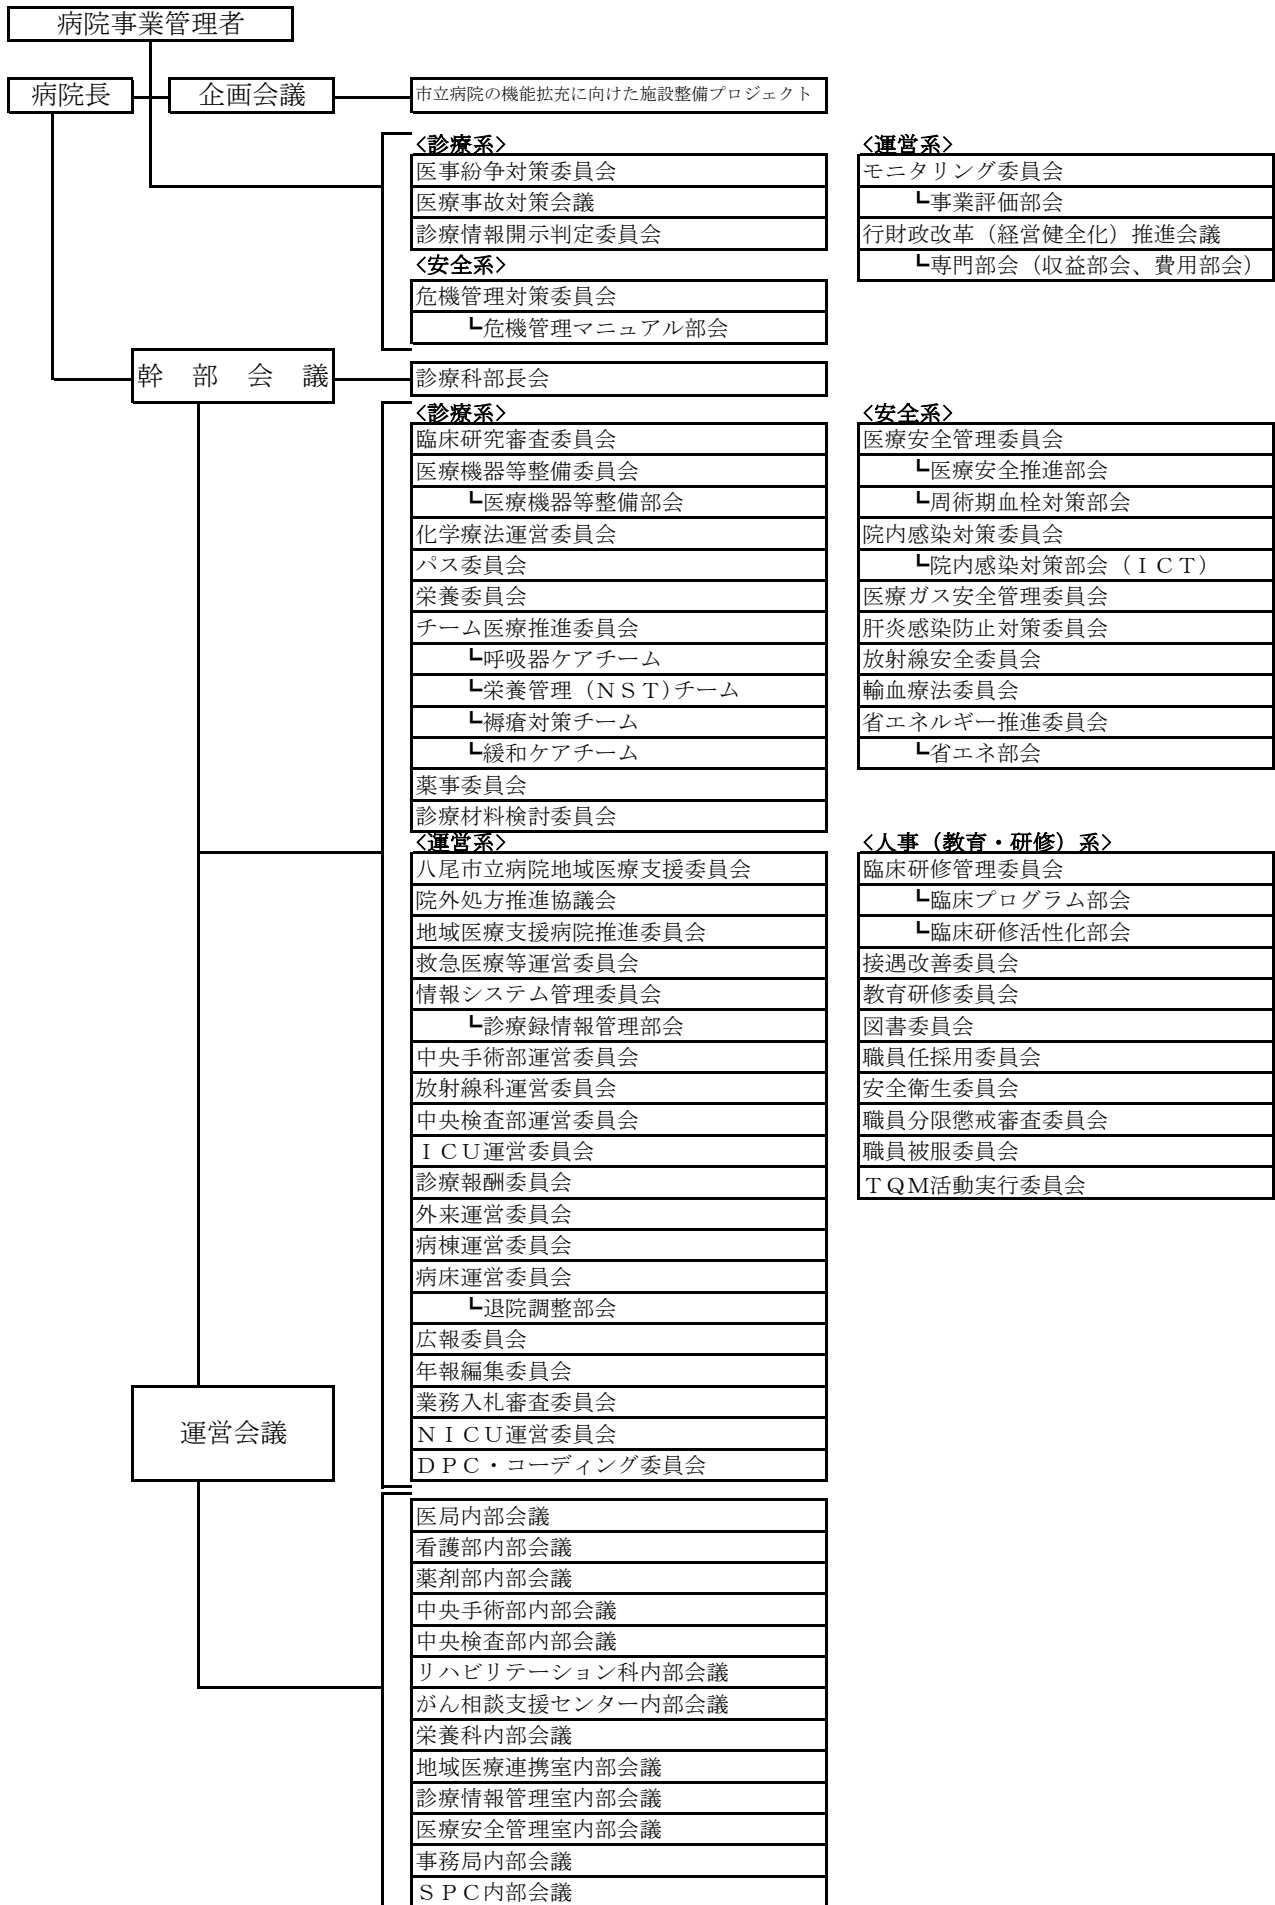 病院事業管理者
病院長
企画会議
市立病院の機能拡充に向けた施設整備プロジェクト
<診療系>
医事紛争対策委員会
医療事故対策会議
診療情報開示判定委員会
<安全系>
危機管理対策委員会
┗危機管理マニュアル部会
<運営系>
モニタリング委員会
┗事業評価部会
行財政改革（経営健全化）推進会議
┗専門部会（収益部会、費用部会）
幹　部　会　議
診療科部長会
<診療系>
臨床研究審査委員会
医療機器等整備委員会
┗医療機器等整備部会
化学療法運営委員会
パス委員会
栄養委員会
チーム医療推進委員会
┗呼吸器ケアチーム
┗栄養管理（ＮＳＴ)チーム
┗褥瘡対策チーム
┗緩和ケアチーム
薬事委員会
診療材料検討委員会
<安全系>
医療安全管理委員会
┗医療安全推進部会
┗周術期血栓対策部会
院内感染対策委員会
┗院内感染対策部会（ＩＣＴ）
医療ガス安全管理委員会
肝炎感染防止対策委員会
放射線安全委員会
輸血療法委員会
省エネルギー推進委員会
┗省エネ部会
<運営系>
八尾市立病院地域医療支援委員会
院外処方推進協議会
地域医療支援病院推進委員会
救急医療等運営委員会
情報システム管理委員会
┗診療録情報管理部会
中央手術部運営委員会
放射線科運営委員会
中央検査部運営委員会
ＩＣＵ運営委員会
診療報酬委員会
外来運営委員会
病棟運営委員会
病床運営委員会
┗退院調整部会
広報委員会
年報編集委員会
業務入札審査委員会
ＮＩＣＵ運営委員会
ＤＰＣ・コーディング委員会
<人事（教育・研修）系>
臨床研修管理委員会
┗臨床プログラム部会
┗臨床研修活性化部会
接遇改善委員会
教育研修委員会
図書委員会
職員任採用委員会
安全衛生委員会
職員分限懲戒審査委員会
職員被服委員会
ＴＱＭ活動実行委員会
運営会議
医局内部会議
看護部内部会議
薬剤部内部会議
中央手術部内部会議
中央検査部内部会議
リハビリテーション科内部会議
がん相談支援センター内部会議
栄養科内部会議
地域医療連携室内部会議
診療情報管理室内部会議
医療安全管理室内部会議
事務局内部会議
ＳＰＣ内部会議